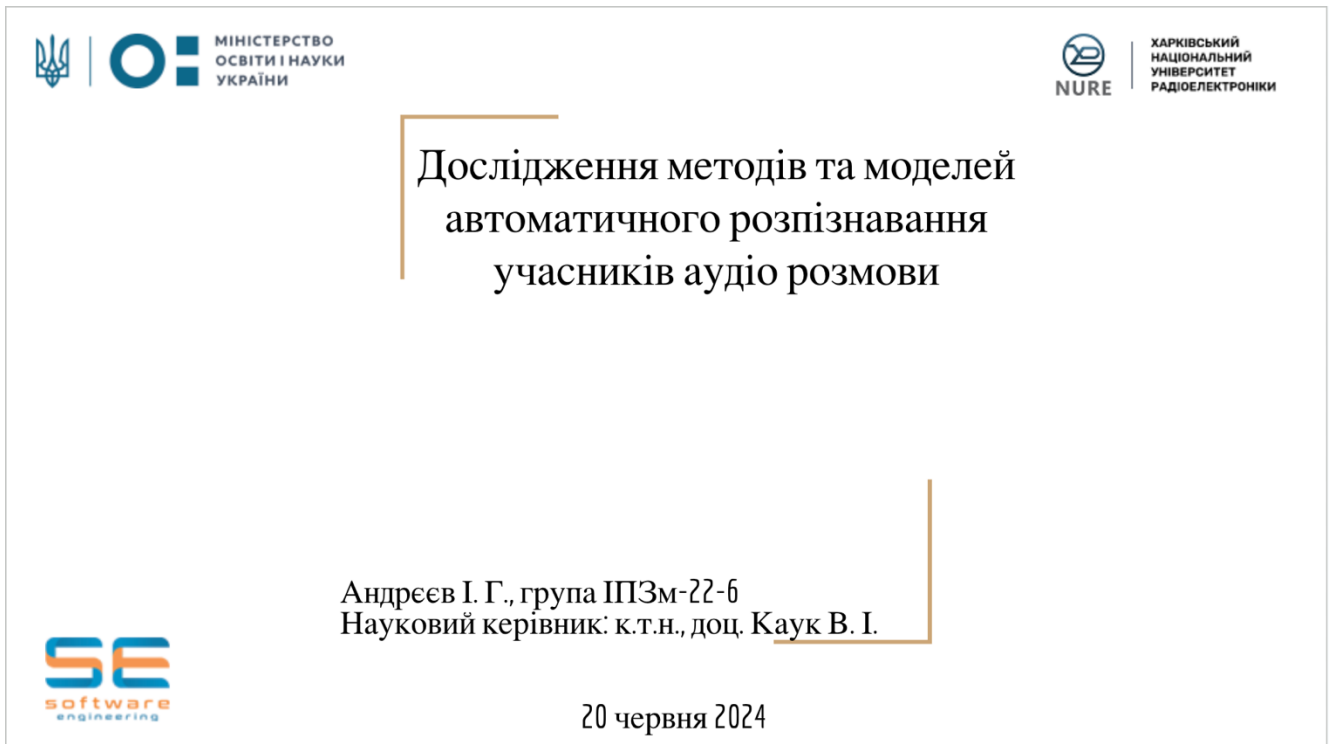 МІНІСТЕРСТВО
ОСВІТИ І НАУКИ
УКРАЇНИ
NURE
ХАРКІВСЬКИЙ
НАЦІОНАЛЬНИЙ
УНІВЕРСИТЕТ
РАДІОЕЛЕКТРОНІКИ
Дослідження методів та моделей
автоматичного розпізнавання
учасників аудіо розмови
Андрєєв І. Г., група ІПЗм-22-6
Науковий керівник: к.т.н., доц. Каук В. І.
SE
software
engineering
20 червня 2024